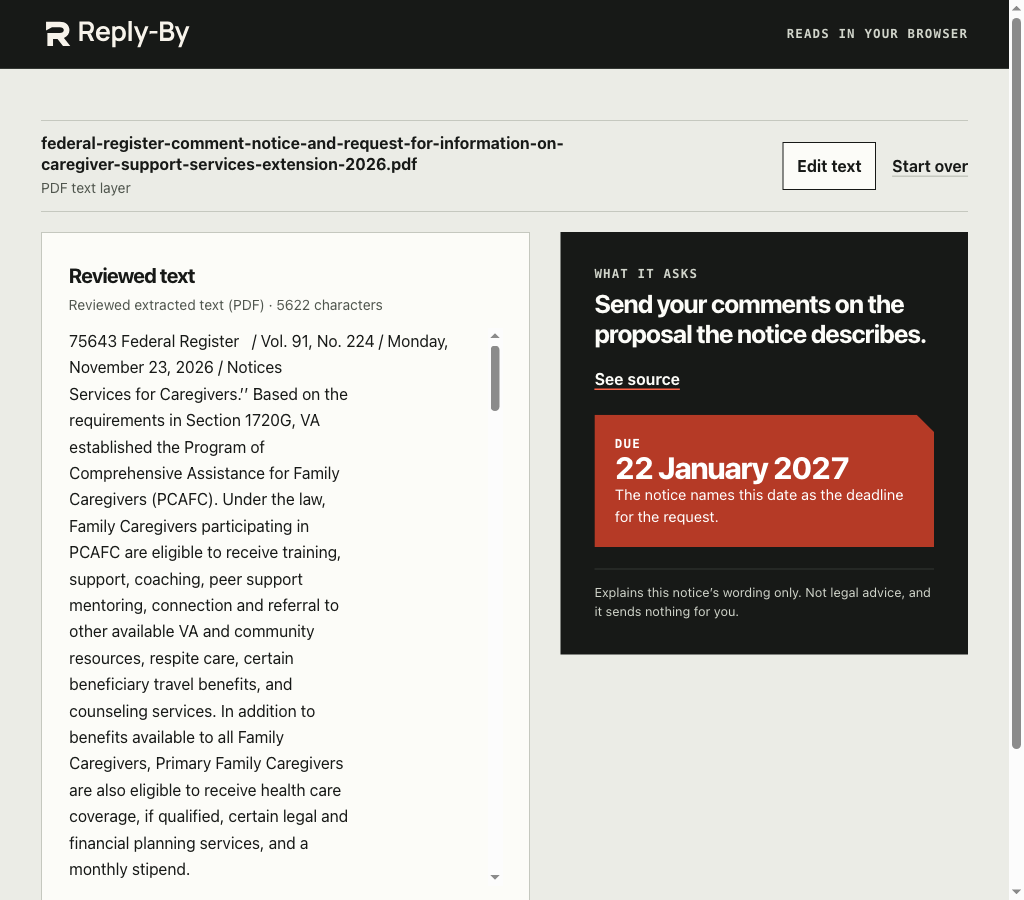 Reply-By
READS IN YOUR BROWSER
federal-register-comment-notice-and-request-for-information-on-
caregiver-support-services-extension-2026.pdf
PDF text layer
Edit text
Start over
Reviewed text
Reviewed extracted text (PDF) · 5622 characters
75643 Federal Register / Vol. 91, No. 224 / Monday,
November 23, 2026 / Notices
Services for Caregivers.’’ Based on the
requirements in Section 1720G, VA
established the Program of
Comprehensive Assistance for Family
Caregivers (PCAFC). Under the law,
Family Caregivers participating in
PCAFC are eligible to receive training,
support, coaching, peer support
mentoring, connection and referral to
other available VA and community
resources, respite care, certain
beneficiary travel benefits, and
counseling services. In addition to
benefits available to all Family
Caregivers, Primary Family Caregivers
are also eligible to receive health care
coverage, if qualified, certain legal and
financial planning services, and a
monthly stipend.
WHAT IT ASKS
Send your comments on the
proposal the notice describes.
See source
DUE
22 January 2027
The notice names this date as the deadline
for the request.
Explains this notice’s wording only. Not legal advice, and
it sends nothing for you.